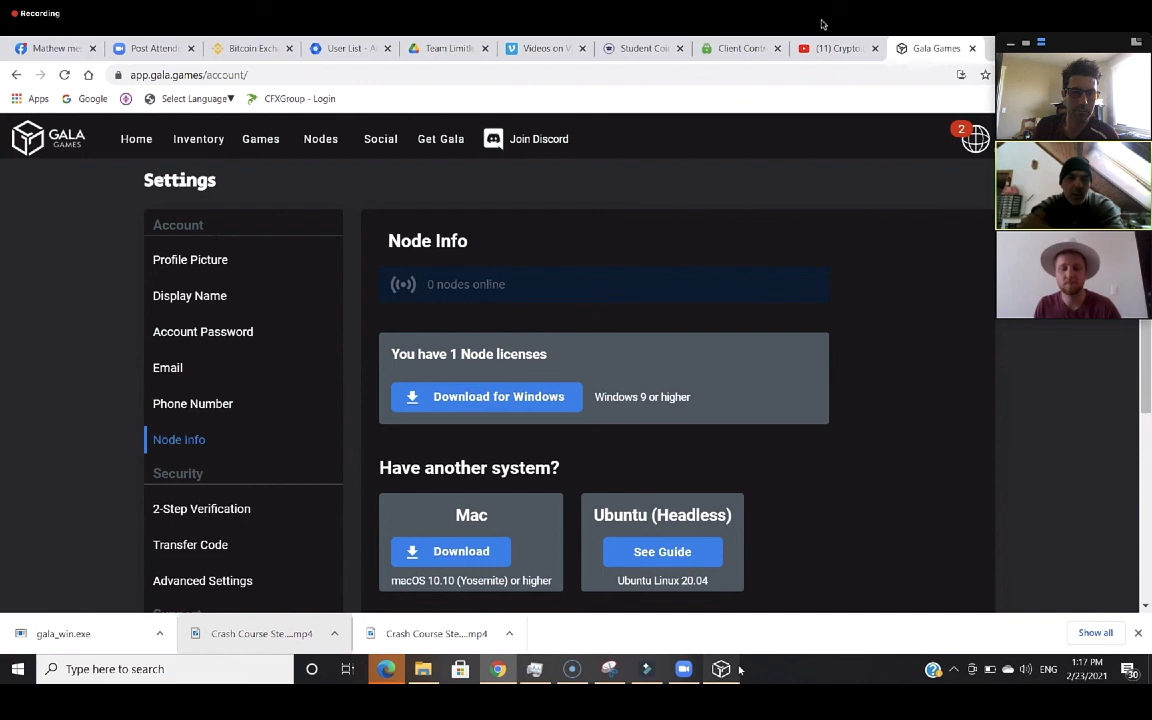 Recording
Mathew me
Post Attend
Bitcoin Exch
User List - A
Team Limitl
Videos on V
Student Coi
Client Contr
(11) Crypto
Gala Games
app.gala.games/account/
Apps
Google
Select Language▼
CFXGroup - Login
GALA GAMES
Home
Inventory
Games
Nodes
Social
Get Gala
Join Discord
2
Settings
Account
Profile Picture
Display Name
Account Password
Email
Phone Number
Node Info
Security
2-Step Verification
Transfer Code
Advanced Settings
Support
Node Info
0 nodes online
You have 1 Node licenses
Download for Windows
Windows 9 or higher
Have another system?
Mac
Download
macOS 10.10 (Yosemite) or higher
Ubuntu (Headless)
See Guide
Ubuntu Linux 20.04
gala_win.exe
Crash Course Ste....mp4
Crash Course Ste....mp4
Show all
Type here to search
ENG
1:17 PM
2/23/2021
30